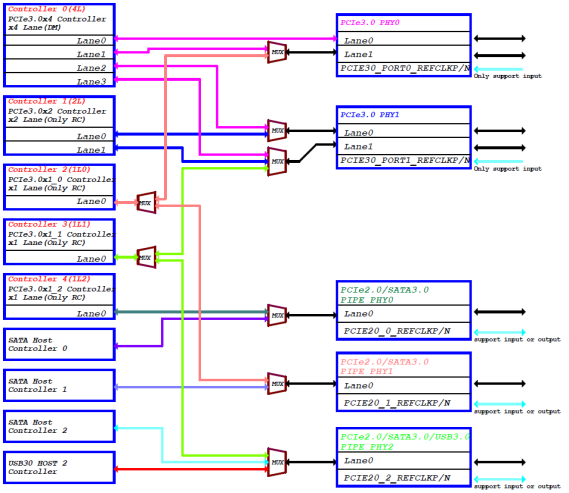 Controller 0(4L)
PCIe3.0x4 Controller
x4 Lane(DM)
Lane0
Lane1
Lane2
Lane3
Controller 1(2L)
PCIe3.0x2 Controller
x2 Lane(Only RC)
Lane0
Lane1
Controller 2(1L0)
PCIe3.0x1_0 Controller
x1 Lane(Only RC)
Lane0
Controller 3(1L1)
PCIe3.0x1_1 Controller
x1 Lane(Only RC)
Lane0
Controller 4(1L2)
PCIe3.0x1_2 Controller
x1 Lane(Only RC)
Lane0
SATA Host
Controller 0
SATA Host
Controller 1
SATA Host
Controller 2
USB30 HOST 2
Controller
MUX
MUX
MUX
MUX
MUX
MUX
MUX
MUX
PCIe3.0 PHY0
Lane0
Lane1
PCIE30_PORT0_REFCLKP/N
Only support input
PCIe3.0 PHY1
Lane0
Lane1
PCIE30_PORT1_REFCLKP/N
Only support input
PCIe2.0/SATA3.0
PIPE PHY0
Lane0
PCIE20_0_REFCLKP/N
support input or output
PCIe2.0/SATA3.0
PIPE PHY1
Lane0
PCIE20_1_REFCLKP/N
support input or output
PCIe2.0/SATA3.0/USB3.0
PIPE PHY2
Lane0
PCIE20_2_REFCLKP/N
support input or output